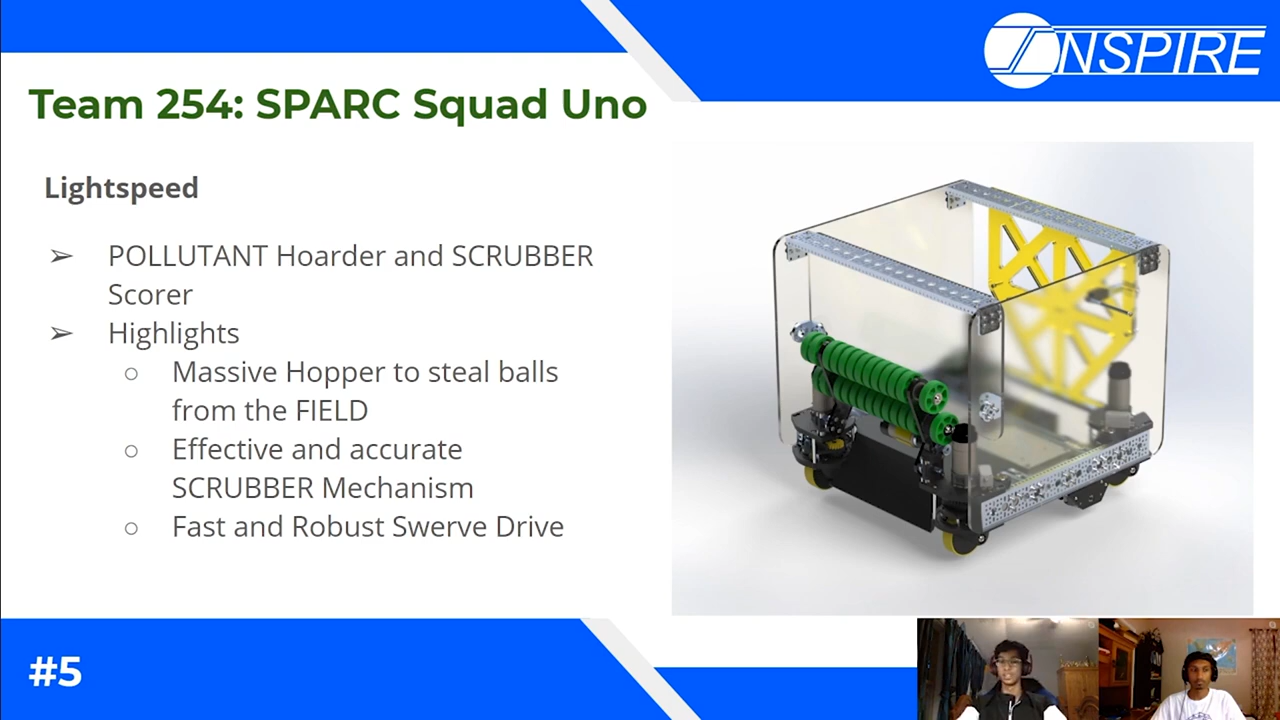 INSPIRE
Team 254: SPARC Squad Uno
Lightspeed
➢ POLLUTANT Hoarder and SCRUBBER
Scorer
➢ Highlights
○ Massive Hopper to steal balls
from the FIELD
○ Effective and accurate
SCRUBBER Mechanism
○ Fast and Robust Swerve Drive
#5